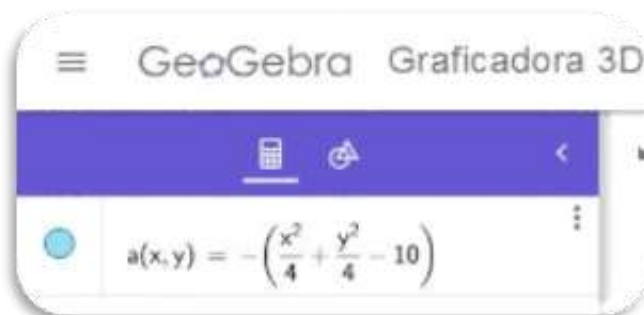 GeoGebra Graficadora 3D
a(x, y) = -(x²/4 + y²/4 - 10)